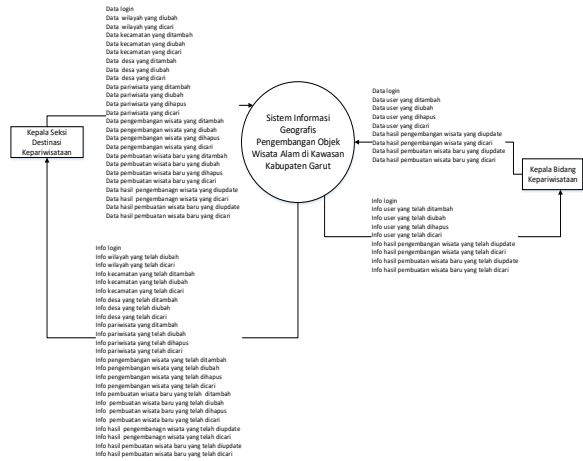 Data login
Data wilayah yang diubah
Data wilayah yang dicari
Data kecamatan yang ditambah
Data kecamatan yang diubah
Data kecamatan yang dicari
Data desa yang ditambah
Data desa yang diubah
Data desa yang dicari
Data pariwisata yang ditambah
Data pariwisata yang diubah
Data pariwisata yang dihapus
Data pariwisata yang dicari
Data pengembangan wisata yang ditambah
Data pengembangan wisata yang diubah
Data pengembangan wisata yang dihapus
Data pengembangan wisata yang dicari
Data pembuatan wisata baru yang ditambah
Data pembuatan wisata baru yang diubah
Data pembuatan wisata baru yang dihapus
Data pembuatan wisata baru yang dicari
Data hasil pengembanagn wisata yang diupdate
Data hasil pengembanagn wisata yang dicari
Data hasil pembuatan wisata baru yang diupdate
Data hasil pembuatan wisata baru yang dicari
Kepala Seksi
Destinasi
Kepariwisataan
Sistem Informasi
Geografis
Pengembangan Objek
Wisata Alam di Kawasan
Kabupaten Garut
Data login
Data user yang ditambah
Data user yang diubah
Data user yang dihapus
Data user yang dicari
Data hasil pengembangan wisata yang diupdate
Data hasil pengembangan wisata yang dicari
Data hasil pembuatan wisata baru yang diupdate
Data hasil pembuatan wisata baru yang dicari
Kepala Bidang
Kepariwisataan
Info login
Info user yang telah ditambah
Info user yang telah diubah
Info user yang telah dihapus
Info user yang telah dicari
Info hasil pengembangan wisata yang telah diupdate
Info hasil pengembangan wisata yang telah dicari
Info hasil pembuatan wisata baru yang telah diupdate
Info hasil pembuatan wisata baru yang telah dicari
Info login
Info wilayah yang telah diubah
Info wilayah yang telah dicari
Info kecamatan yang telah ditambah
Info kecamatan yang telah diubah
Info kecamatan yang telah dicari
Info desa yang telah ditambah
Info desa yang telah diubah
Info desa yang telah dicari
Info pariwisata yang ditambah
Info pariwisata yang telah diubah
Info pariwisata yang telah dihapus
Info pariwisata yang telah dicari
Info pengembangan wisata yang telah ditambah
Info pengembangan wisata yang telah diubah
Info pengembangan wisata yang telah dihapus
Info pengembangan wisata yang telah dicari
Info pembuatan wisata baru yang telah ditambah
Info pembuatan wisata baru yang telah diubah
Info pembuatan wisata baru yang telah dihapus
Info pembuatan wisata baru yang telah dicari
Info hasil pengembanagn wisata yang telah diupdate
Info hasil pengembanagn wisata yang telah dicari
Info hasil pembuatan wisata baru yang telah diupdate
Info hasil pembuatan wisata baru yang telah dicari